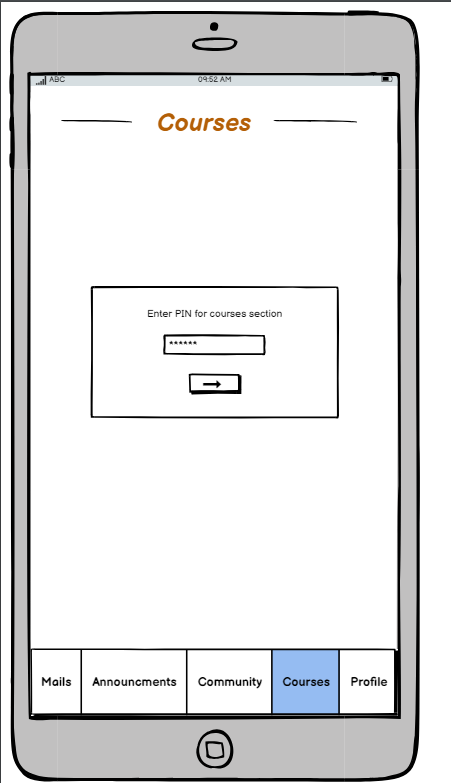 ABC 09:52 AM
Courses
Enter PIN for courses section
******
→
Mails Announcments Community Courses Profile